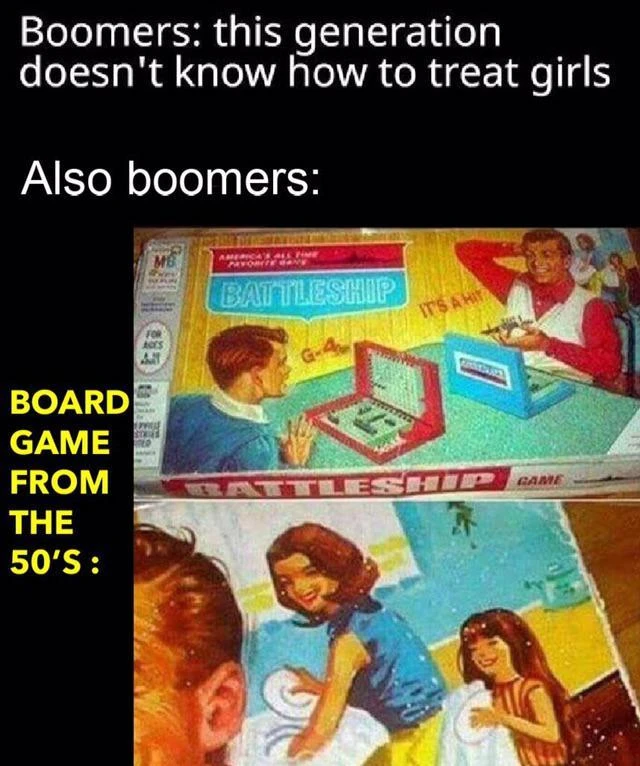 Boomers: this generation
doesn't know how to treat girls
Also boomers:
MB
AMERICA'S ALL TIME
FAVORITE GAME
BATTLESHIP
IT'S A HIT
G-4
FOR
AGES
BATTLESHIP GAME
BOARD
GAME
FROM
THE
50'S :